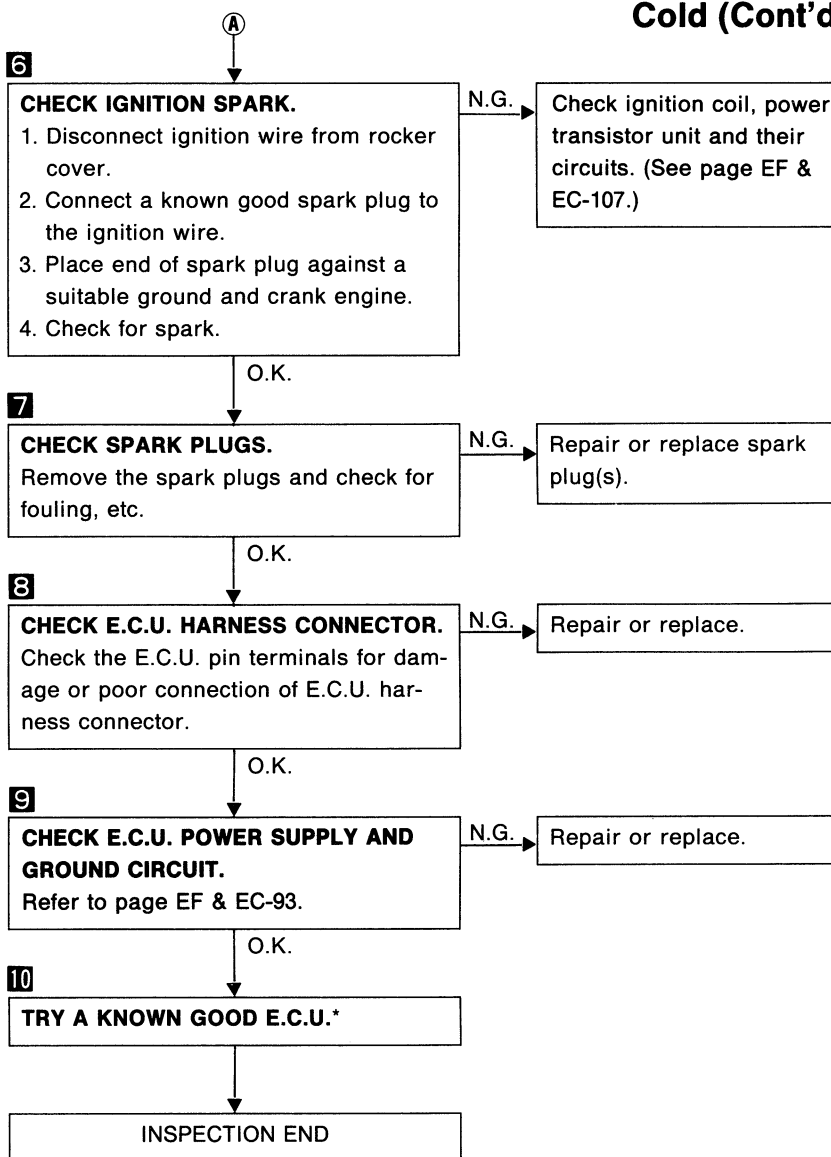 Cold (Cont'd
A
6
CHECK IGNITION SPARK.
1. Disconnect ignition wire from rocker
cover.
2. Connect a known good spark plug to
the ignition wire.
3. Place end of spark plug against a
suitable ground and crank engine.
4. Check for spark.
N.G.
Check ignition coil, power
transistor unit and their
circuits. (See page EF &
EC-107.)
O.K.
7
CHECK SPARK PLUGS.
Remove the spark plugs and check for
fouling, etc.
N.G.
Repair or replace spark
plug(s).
O.K.
8
CHECK E.C.U. HARNESS CONNECTOR.
Check the E.C.U. pin terminals for dam-
age or poor connection of E.C.U. har-
ness connector.
N.G.
Repair or replace.
O.K.
9
CHECK E.C.U. POWER SUPPLY AND
GROUND CIRCUIT.
Refer to page EF & EC-93.
N.G.
Repair or replace.
O.K.
10
TRY A KNOWN GOOD E.C.U.*
INSPECTION END